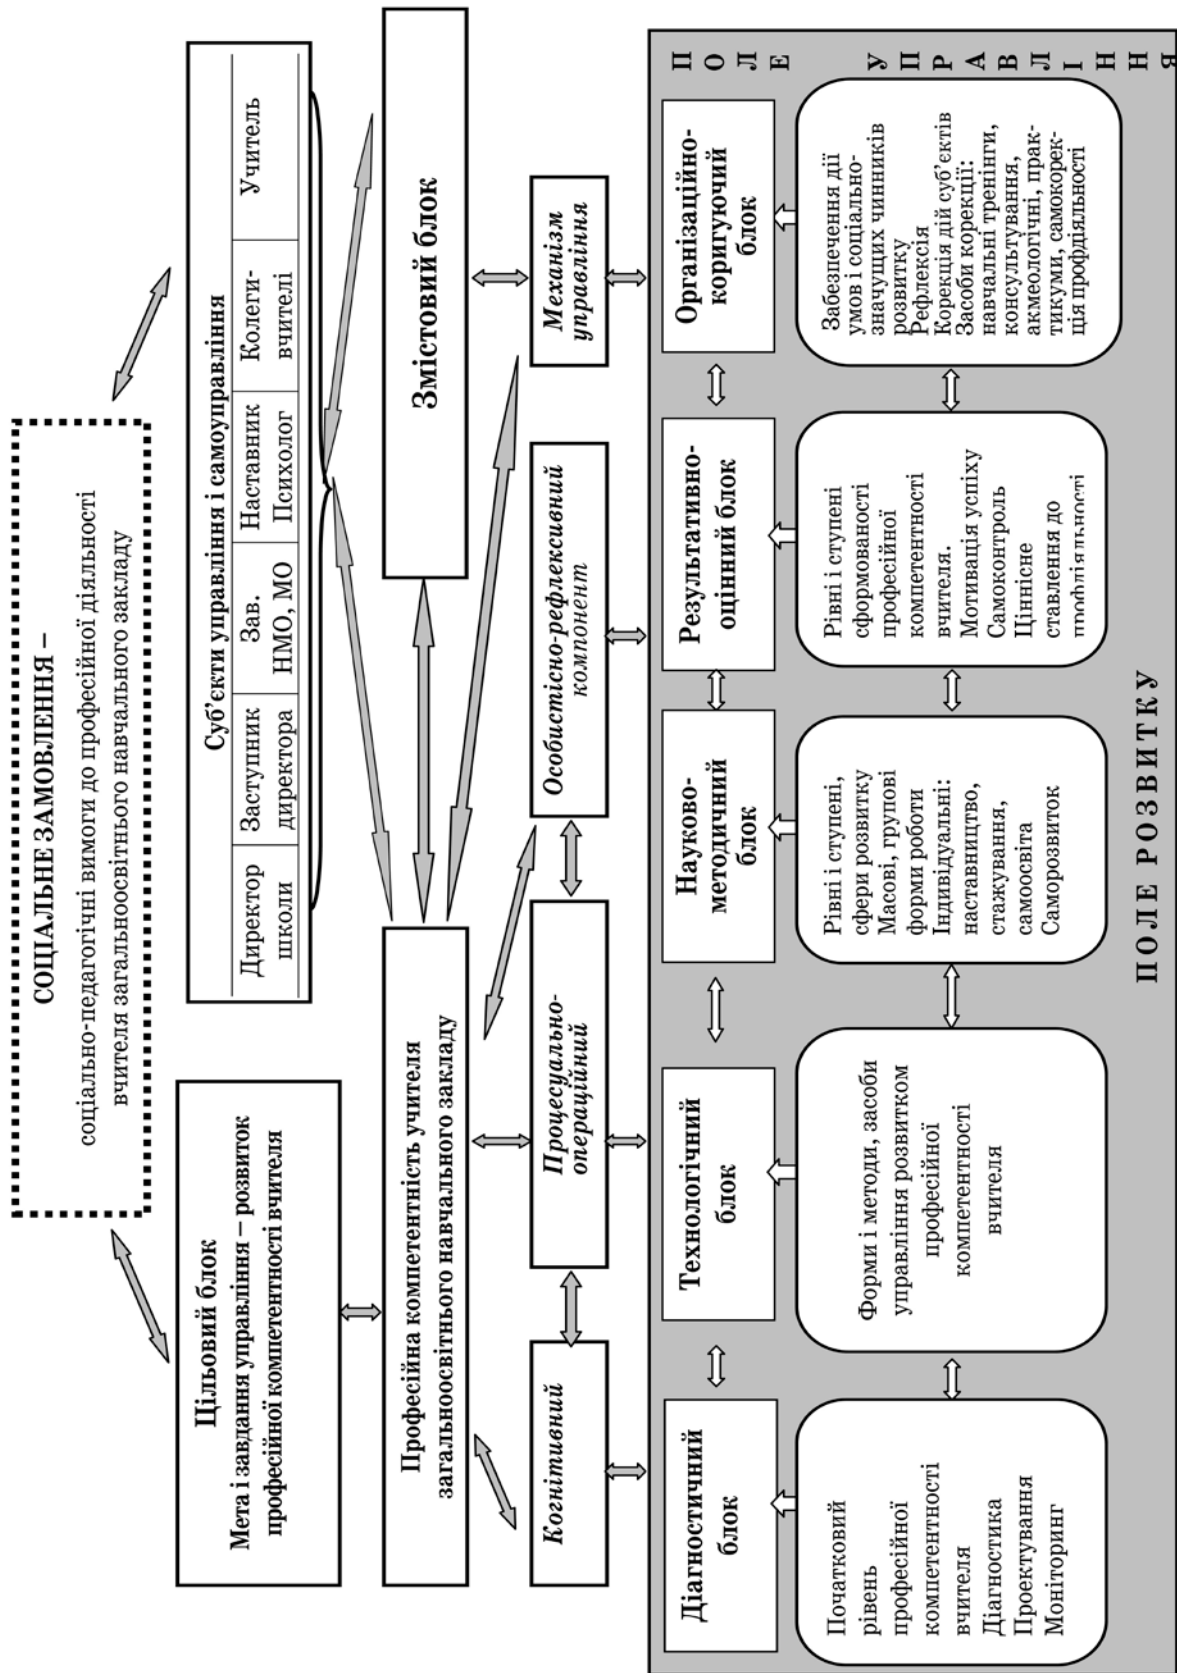 СОЦІАЛЬНЕ ЗАМОВЛЕННЯ –
соціально-педагогічні вимоги до професійної діяльності
вчителя загальноосвітнього навчального закладу
Цільовий блок
Мета і завдання управління – розвиток
професійної компетентності вчителя
Суб'єкти управління і самоуправління
Директор
школи
Заступник
директора
Зав.
НМО, МО
Наставник
Психолог
Колеги-
вчителі
Учитель
Професійна компетентність учителя
загальноосвітнього навчального закладу
Змістовий блок
Когнітивний
Процесуально-
операційний
Особистісно-рефлексивний
компонент
Механізм
управління
ПОЛЕ УПРАВЛІННЯ
Діагностичний
блок
Технологічний
блок
Науково-
методичний
блок
Результативно-
оцінний блок
Організаційно-
коригуючий
блок
Початковий
рівень
професійної
компетентності
вчителя
Діагностика
Проектування
Моніторинг
Форми і методи, засоби
управління розвитком
професійної
компетентності
вчителя
Рівні і ступені,
сфери розвитку
Масові, групові
форми роботи
Індивідуальні:
наставництво,
стажування,
самоосвіта
Саморозвиток
Рівні і ступені
сформованості
професійної
компетентності
вчителя.
Мотивація успіху
Самоконтроль
Ціннісне
ставлення до
профдіяльності
Забезпечення дії
умов і соціально-
значущих чинників
розвитку
Рефлексія
Корекція дій суб'єктів
Засоби корекції:
навчальні тренінги,
консультування,
акмеологічні, прак-
тикуми, самокорек-
ція профдіяльності
ПОЛЕ РОЗВИТКУ